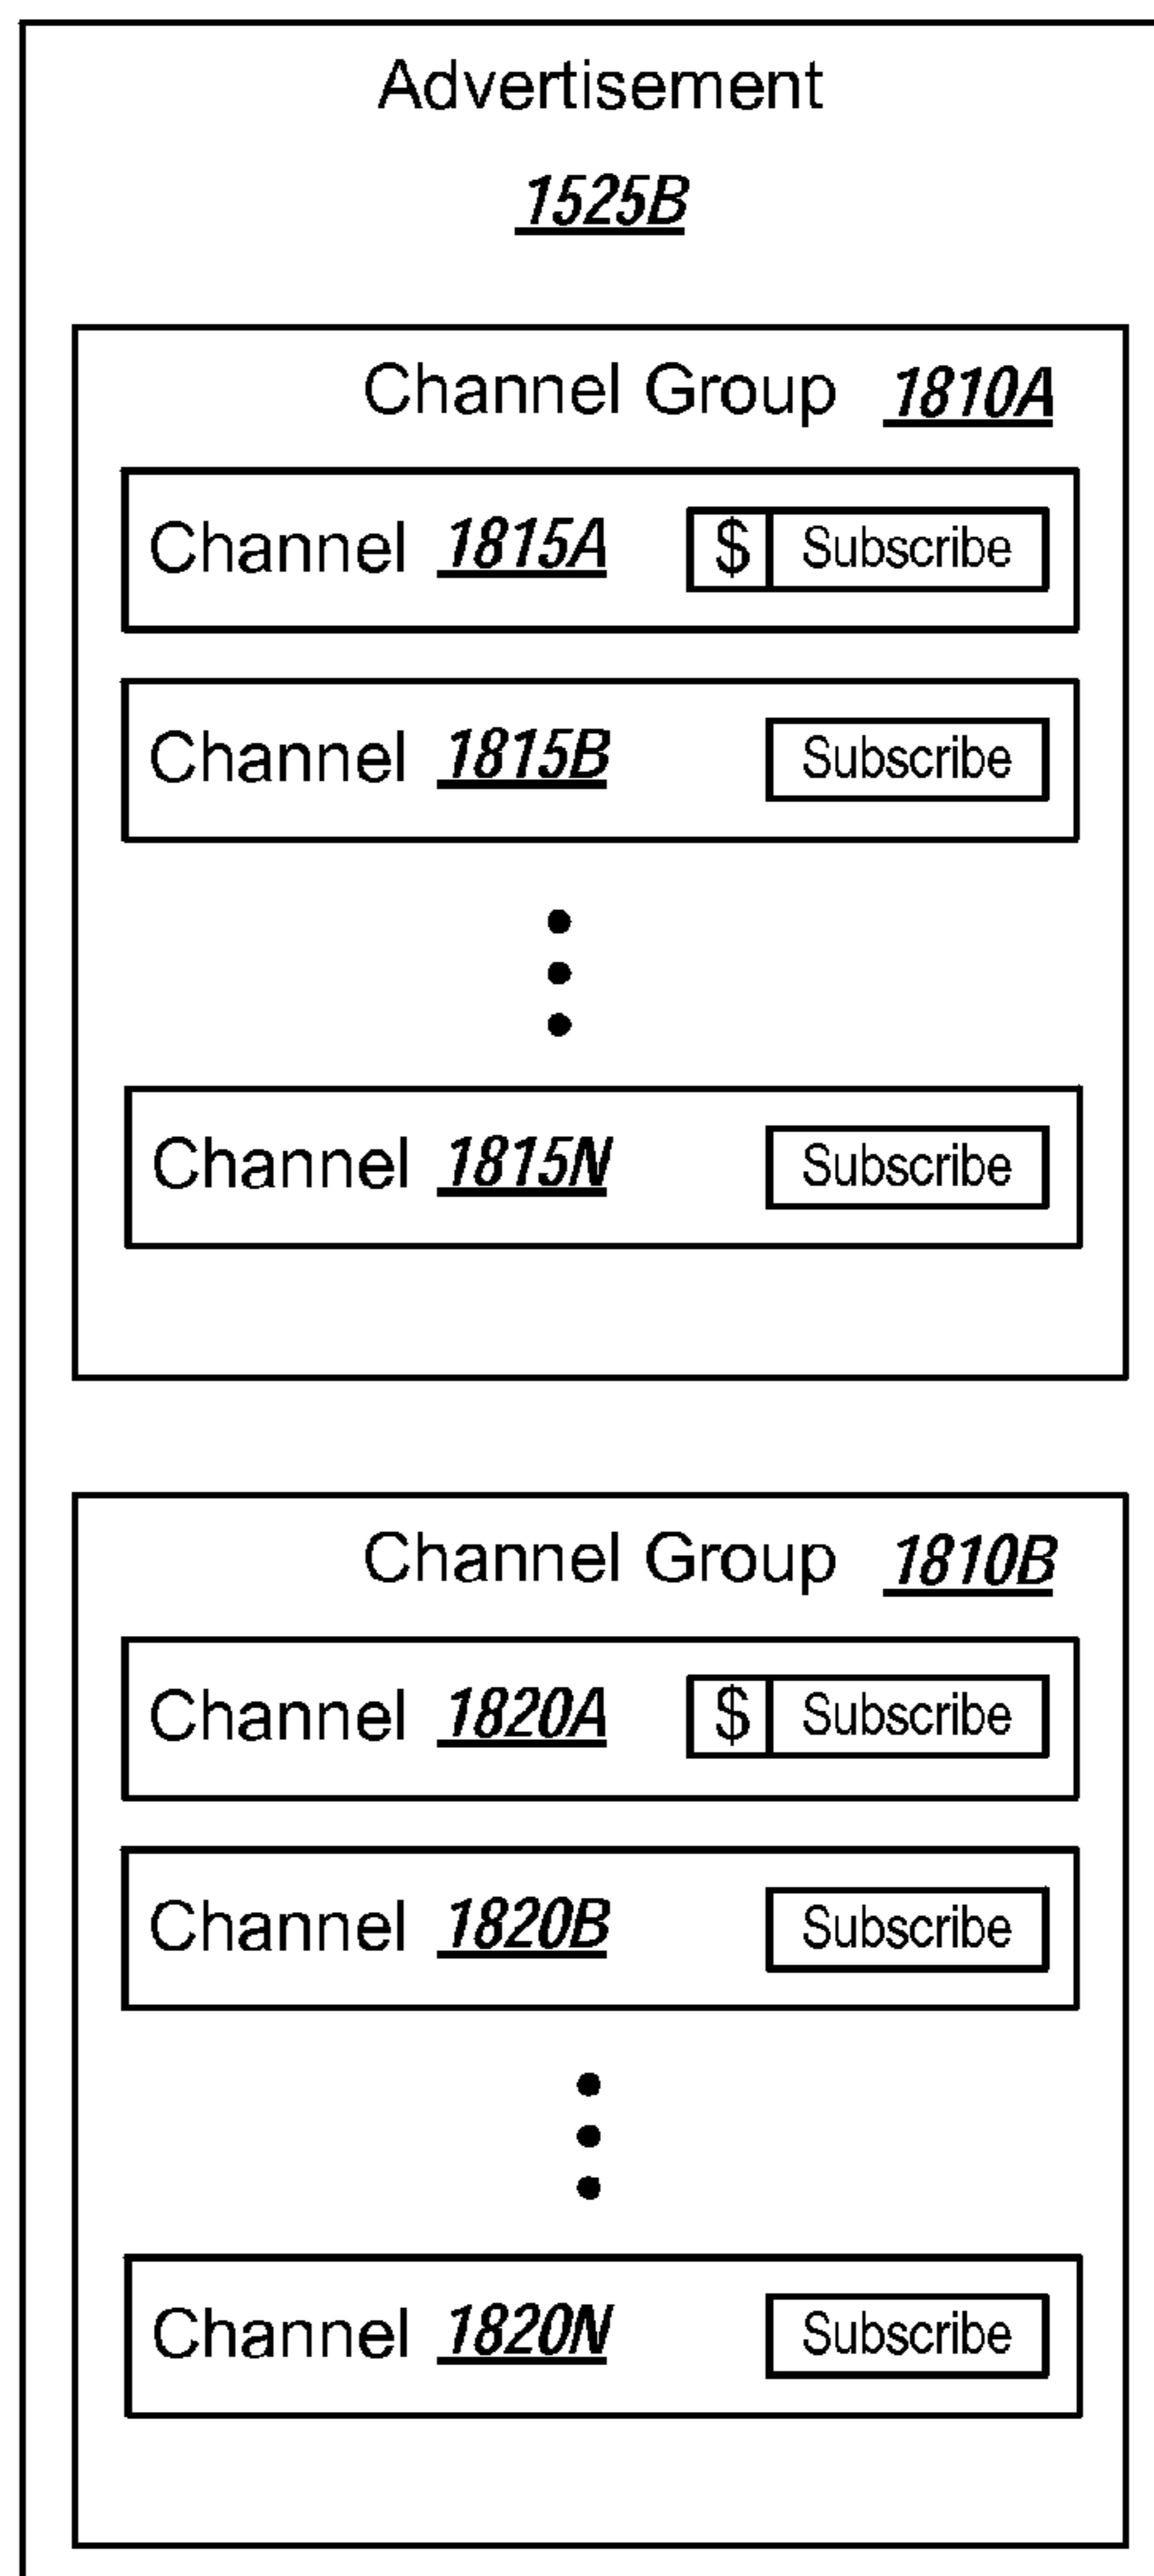 Advertisement
1525B
Channel Group 1810A
Channel 1815A $ Subscribe
Channel 1815B Subscribe
Channel 1815N Subscribe
Channel Group 1810B
Channel 1820A $ Subscribe
Channel 1820B Subscribe
Channel 1820N Subscribe